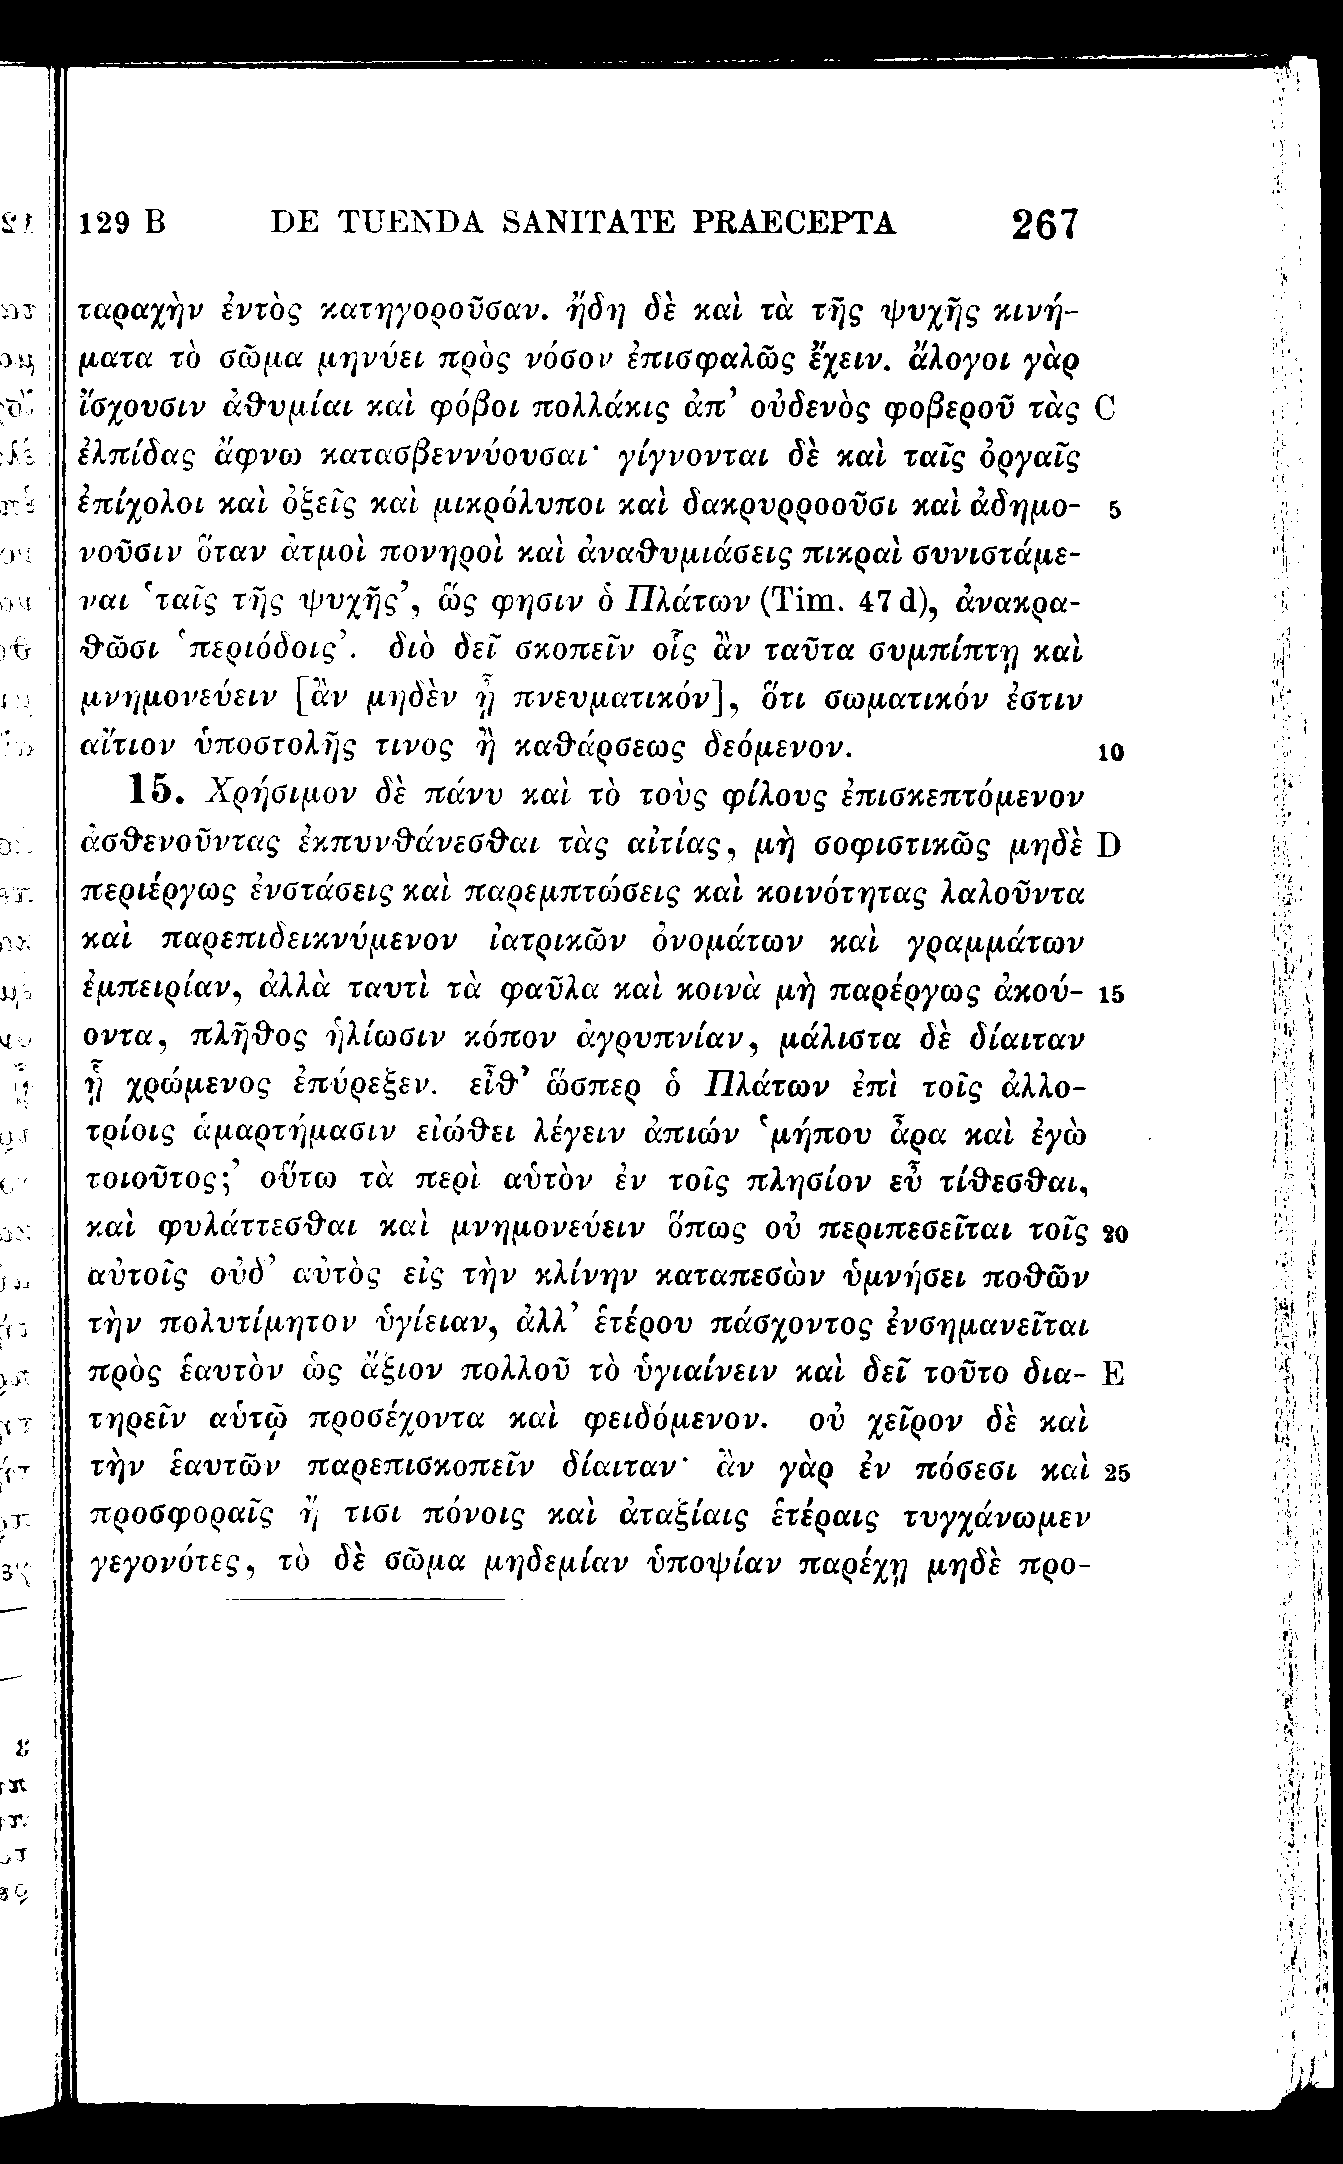 129 B DE TUENDA SANITATE PRAECEPTA 267
ταραχὴν ἐντὸς κατηγοροῦσαν. ἤδη δὲ καὶ τὰ τῆς ψυχῆς κινή-
ματα τὸ σῶμα μηνύει πρὸς νόσον ἐπισφαλῶς ἔχειν. ἄλογοι γὰρ
ἴσχουσιν ἀθυμίαι καὶ φόβοι πολλάκις ἀπ’ οὐδενὸς φοβεροῦ τὰς C
ἐλπίδας ἄφνω κατασβεννύουσαι· γίγνονται δὲ καὶ ταῖς ὀργαῖς
ἐπίχολοι καὶ ὀξεῖς καὶ μικρόλυποι καὶ δακρυρροοῦσι καὶ ἀδημο- 5
νοῦσιν ὅταν ἀτμοὶ πονηροὶ καὶ ἀναθυμιάσεις πικραὶ συνιστάμε-
ναι ‘ταῖς τῆς ψυχῆς’, ὥς φησιν ὁ Πλάτων (Tim. 47 d), ἀνακρα-
θῶσι ‘περιόδοις’. διὸ δεῖ σκοπεῖν οἷς ἂν ταῦτα συμπίπτῃ καὶ
μνημονεύειν [ἂν μηδὲν ᾖ πνευματικόν], ὅτι σωματικόν ἐστιν
αἴτιον ὑποστολῆς τινος ἢ καθάρσεως δεόμενον. 10
15. Χρήσιμον δὲ πάνυ καὶ τὸ τοὺς φίλους ἐπισκεπτόμενον
ἀσθενοῦντας ἐκπυνθάνεσθαι τὰς αἰτίας, μὴ σοφιστικῶς μηδὲ D
περιέργως ἐνστάσεις καὶ παρεμπτώσεις καὶ κοινότητας λαλοῦντα
καὶ παρεπιδεικνύμενον ἰατρικῶν ὀνομάτων καὶ γραμμάτων
ἐμπειρίαν, ἀλλὰ ταυτὶ τὰ φαῦλα καὶ κοινὰ μὴ παρέργως ἀκού- 15
οντα, πλῆθος ἡλίωσιν κόπον ἀγρυπνίαν, μάλιστα δὲ δίαιταν
ᾗ χρώμενος ἐπύρεξεν. εἶθ’ ὥσπερ ὁ Πλάτων ἐπὶ τοῖς ἀλλο-
τρίοις ἁμαρτήμασιν εἰώθει λέγειν ἀπιών ‘μήπου ἆρα καὶ ἐγὼ
τοιοῦτος;’ οὕτω τὰ περὶ αὑτὸν ἐν τοῖς πλησίον εὖ τίθεσθαι,
καὶ φυλάττεσθαι καὶ μνημονεύειν ὅπως οὐ περιπεσεῖται τοῖς 20
αὐτοῖς οὐδ’ αὐτὸς εἰς τὴν κλίνην καταπεσὼν ὑμνήσει ποθῶν
τὴν πολυτίμητον ὑγίειαν, ἀλλ’ ἑτέρου πάσχοντος ἐνσημανεῖται
πρὸς ἑαυτὸν ὡς ἄξιον πολλοῦ τὸ ὑγιαίνειν καὶ δεῖ τοῦτο δια- E
τηρεῖν αὑτῷ προσέχοντα καὶ φειδόμενον. οὐ χεῖρον δὲ καὶ
τὴν ἑαυτῶν παρεπισκοπεῖν δίαιταν· ἂν γὰρ ἐν πόσεσι καὶ 25
προσφοραῖς ἤ τισι πόνοις καὶ ἀταξίαις ἑτέραις τυγχάνωμεν
γεγονότες, τὸ δὲ σῶμα μηδεμίαν ὑποψίαν παρέχῃ μηδὲ προ-